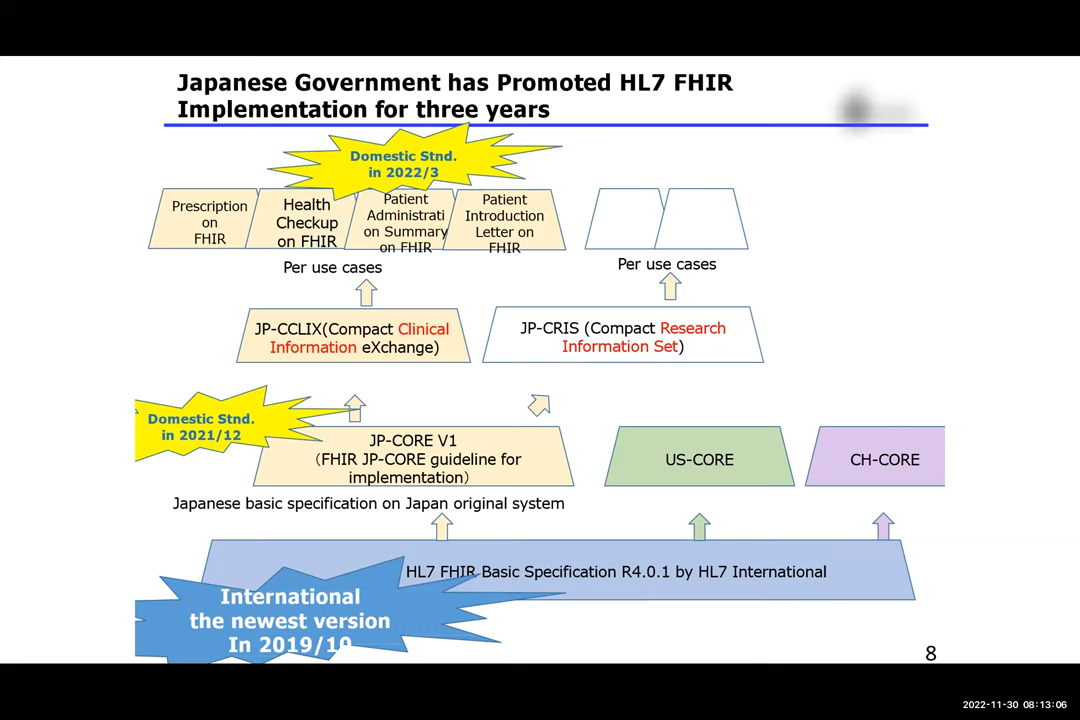 Japanese Government has Promoted HL7 FHIR
Implementation for three years
Domestic Stnd.
in 2022/3
Prescription
on
FHIR
Health
Checkup
on FHIR
Patient
Administrati
on Summary
on FHIR
Patient
Introduction
Letter on
FHIR
Per use cases
Per use cases
JP-CCLIX(Compact Clinical
Information eXchange)
JP-CRIS (Compact Research
Information Set)
Domestic Stnd.
in 2021/12
JP-CORE V1
（FHIR JP-CORE guideline for
implementation）
US-CORE
CH-CORE
Japanese basic specification on Japan original system
HL7 FHIR Basic Specification R4.0.1 by HL7 International
International
the newest version
In 2019/10
8
2022-11-30 08:13:06